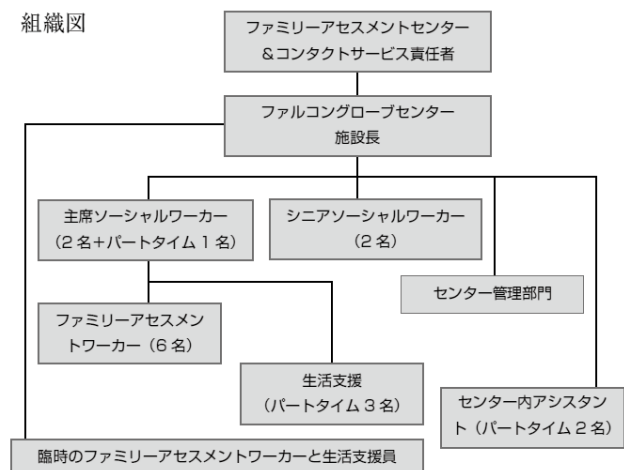 組織図
ファミリーアセスメントセンター
&コンタクトサービス責任者
ファルコングローブセンター
施設長
主席ソーシャルワーカー
（2 名＋パートタイム 1 名）
シニアソーシャルワーカー
（2 名）
センター管理部門
ファミリーアセスメン
トワーカー（6 名）
生活支援
（パートタイム 3 名）
センター内アシスタン
ト（パートタイム 2 名）
臨時のファミリーアセスメントワーカーと生活支援員